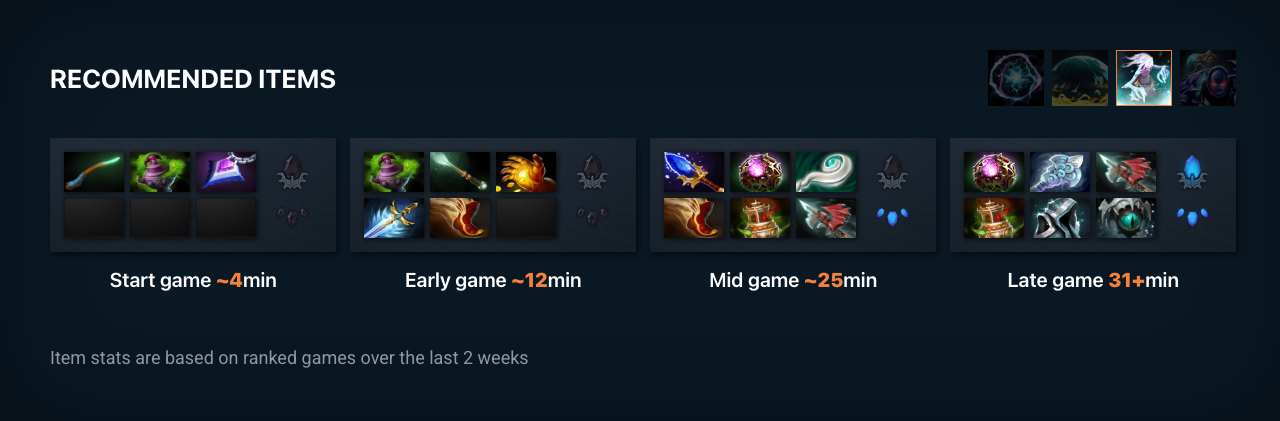 RECOMMENDED ITEMS
Start game ~4min
Early game ~12min
Mid game ~25min
Late game 31+min
Item stats are based on ranked games over the last 2 weeks